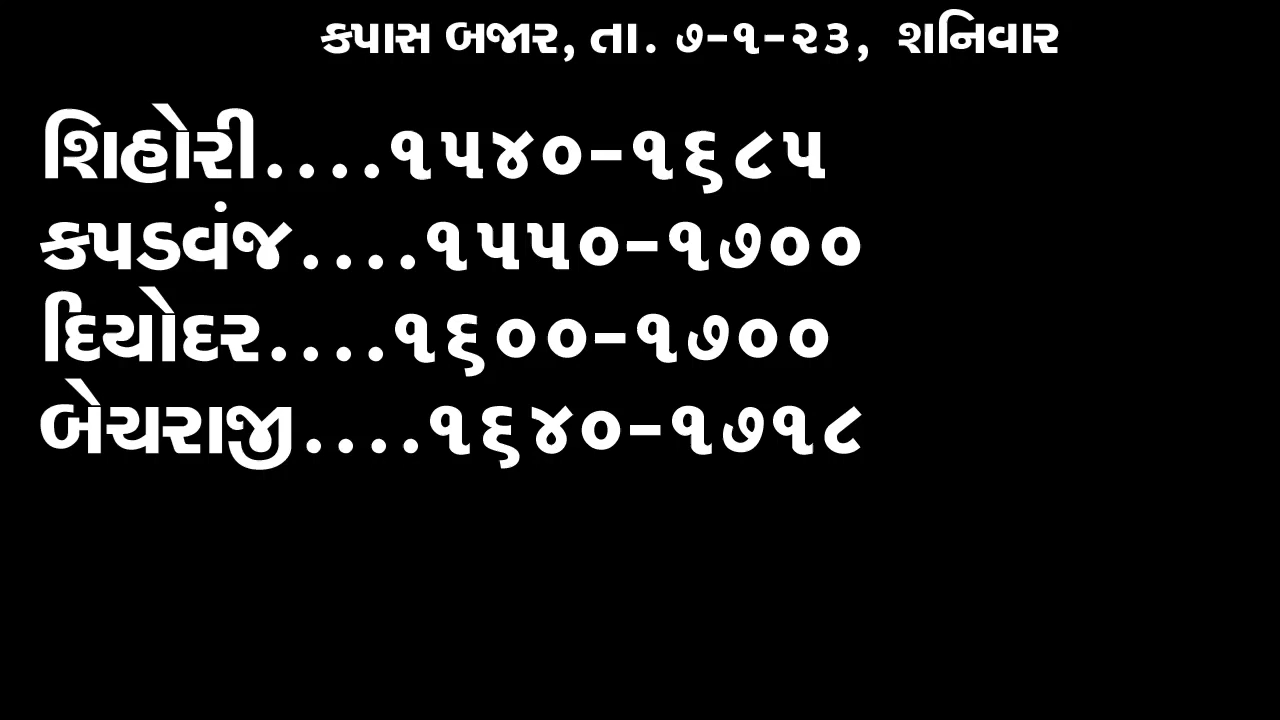 કપાસ બજાર, તા. ૭-૧-૨૩, શનિવાર
શિહોરી....૧૫૪૦-૧૬૮૫
કપડવંજ....૧૫૫૦-૧૭૦૦
દિયોદર....૧૬૦૦-૧૭૦૦
બેચરાજી....૧૬૪૦-૧૭૧૮